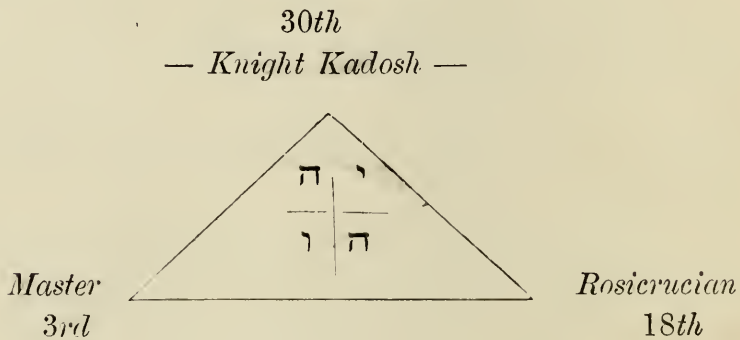 30th
— Knight Kadosh —
ה י
ו ה
Master
3rd
Rosicrucian
18th